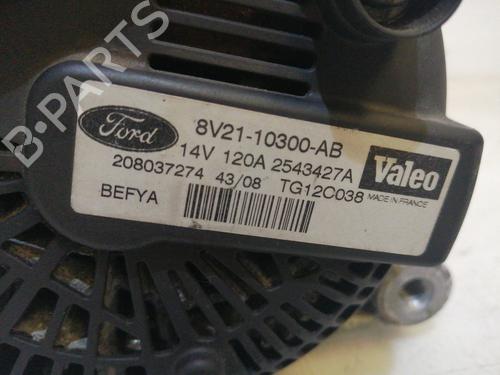 B-PARTS
Ford
8V21-10300-AB
14V 120A 2543427A
208037274 43/08 TG12C038
BEFYA
Valeo
MADE IN FRANCE